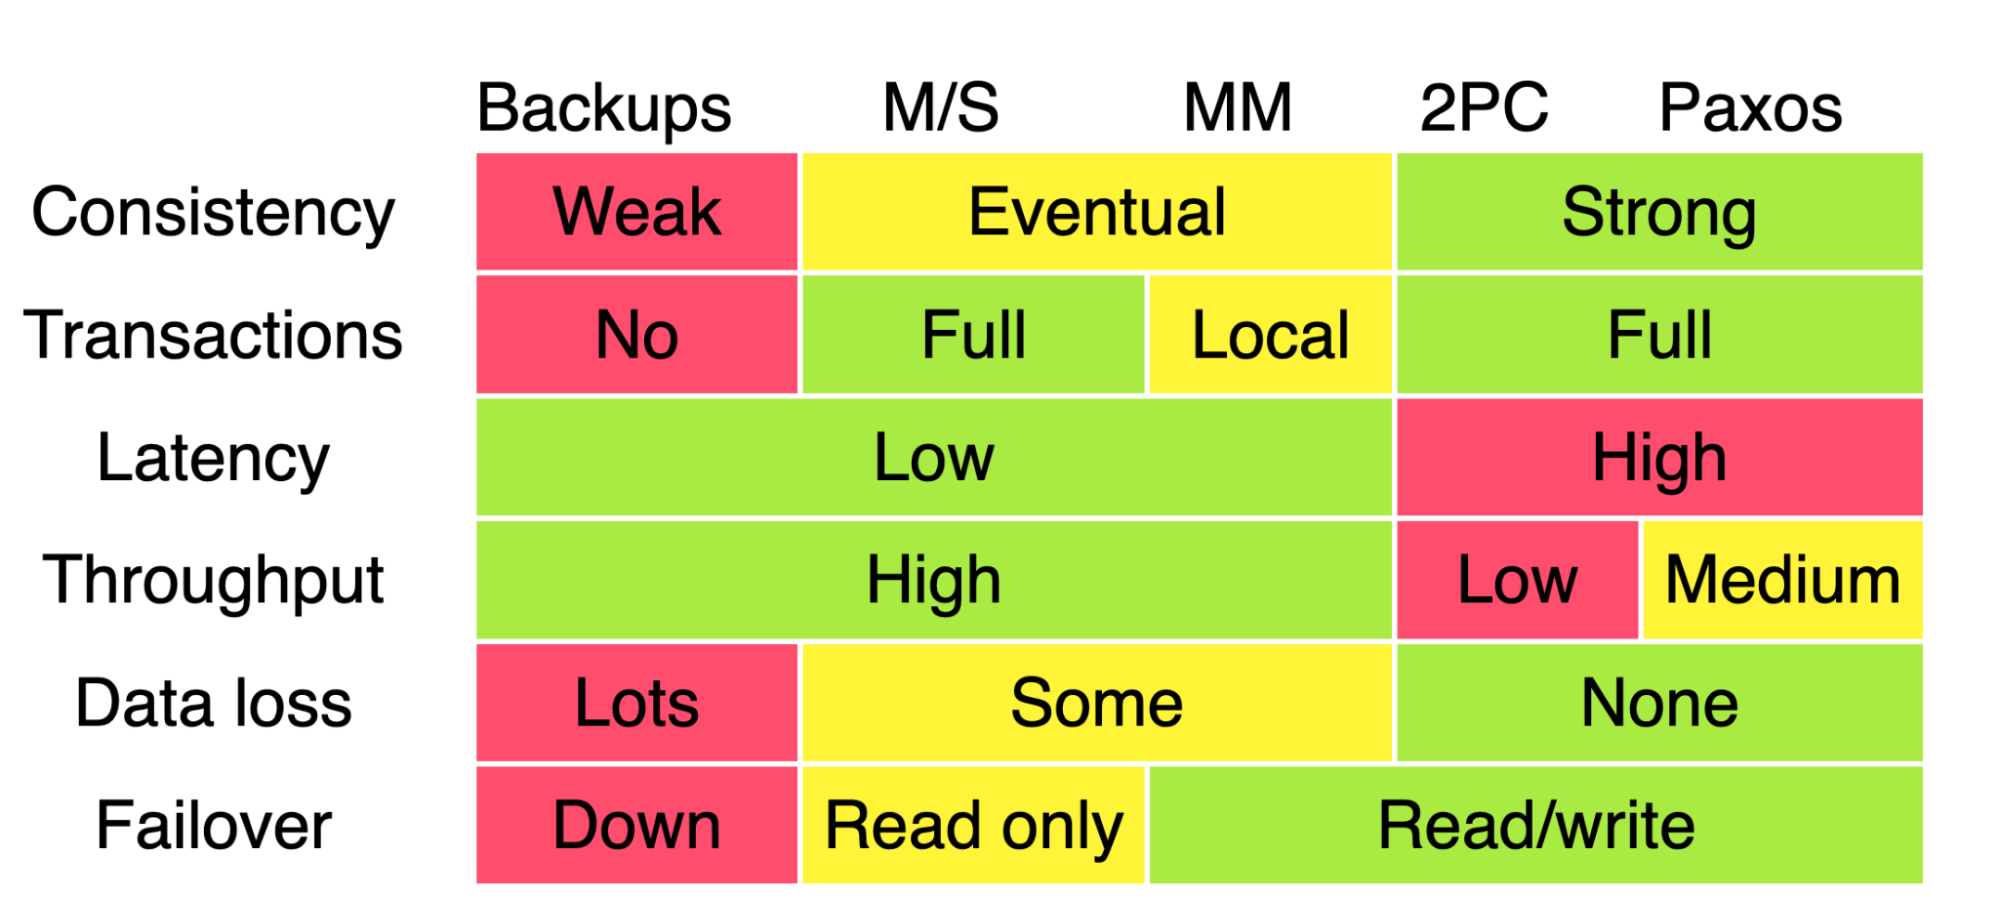 Backups M/S MM 2PC Paxos
Consistency Weak Eventual Strong
Transactions No Full Local Full
Latency Low High
Throughput High Low Medium
Data loss Lots Some None
Failover Down Read only Read/write